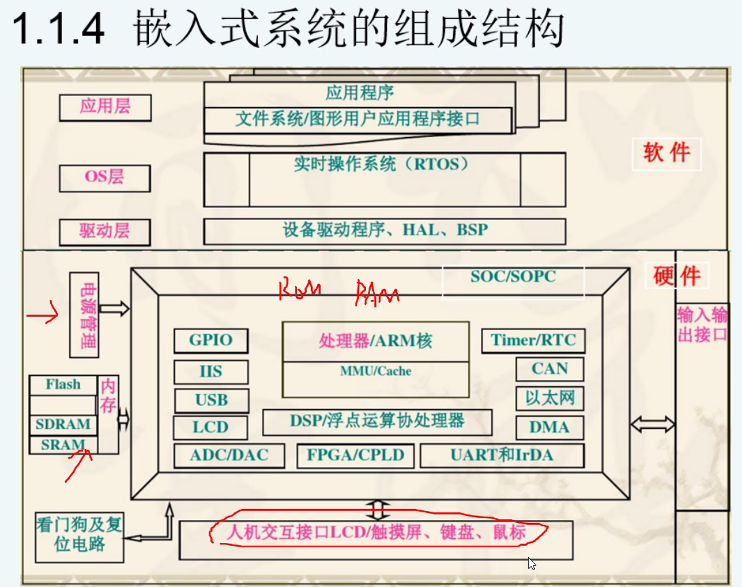 1.1.4 嵌入式系统的组成结构
应用层
应用程序
文件系统/图形用户应用程序接口
软件
OS层
实时操作系统（RTOS）
驱动层
设备驱动程序、HAL、BSP
硬件
电源管理
ROM RAM
SOC/SOPC
输入输
出接口
GPIO
处理器/ARM核
Timer/RTC
IIS
MMU/Cache
CAN
Flash
内存
USB
以太网
SDRAM
LCD
DSP/浮点运算协处理器
DMA
SRAM
ADC/DAC
FPGA/CPLD
UART和IrDA
看门狗及复
位电路
人机交互接口LCD/触摸屏、键盘、鼠标